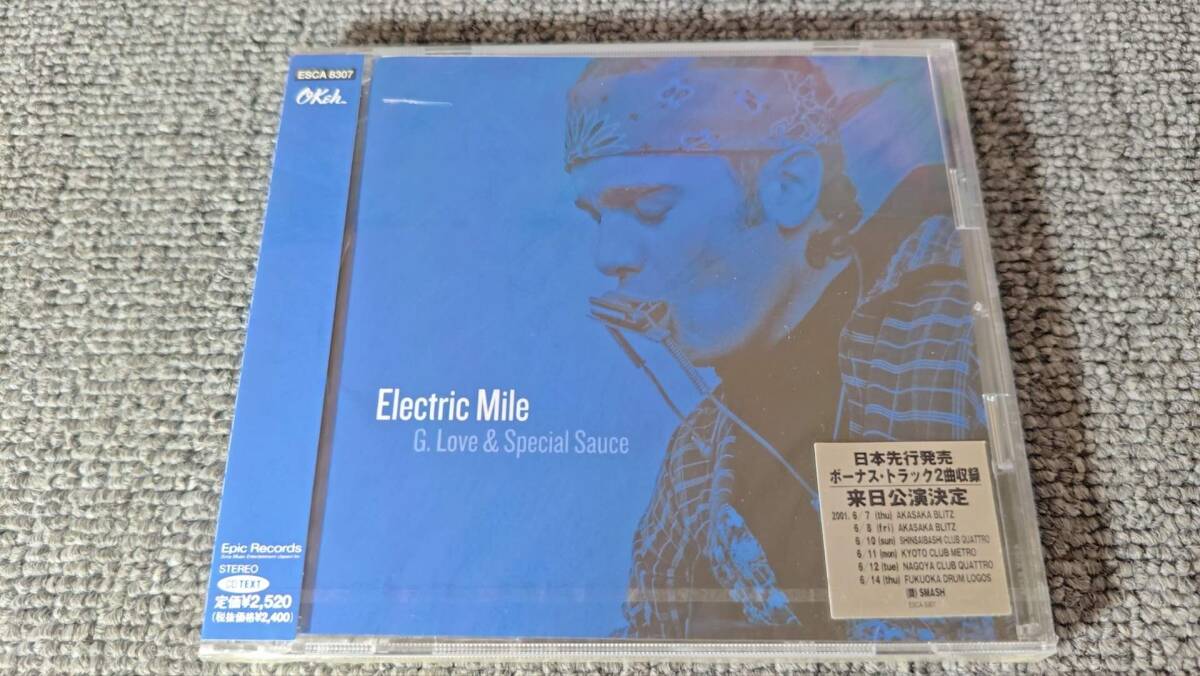 ESCA 8307
OKeh
Electric Mile
G. Love & Special Sauce
Epic Records
STEREO
CD TEXT
定価¥2,520
(税抜価格¥2,400)
日本先行発売
ボーナス・トラック2曲収録
来日公演決定
2001. 6/ 7 (thu) AKASAKA BLITZ
6/ 8 (fri) AKASAKA BLITZ
6/ 10 (sun) SHINSAIBASHI CLUB QUATTRO
6/ 11 (mon) KYOTO CLUB METRO
6/ 12 (tue) NAGOYA CLUB QUATTRO
6/ 14 (thu) FUKUOKA DRUM LOGOS
SMASH
ESCA-8307